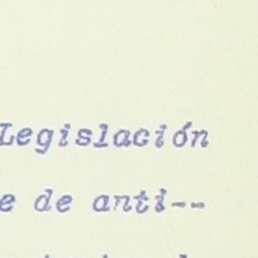 Legislación
e de anti--